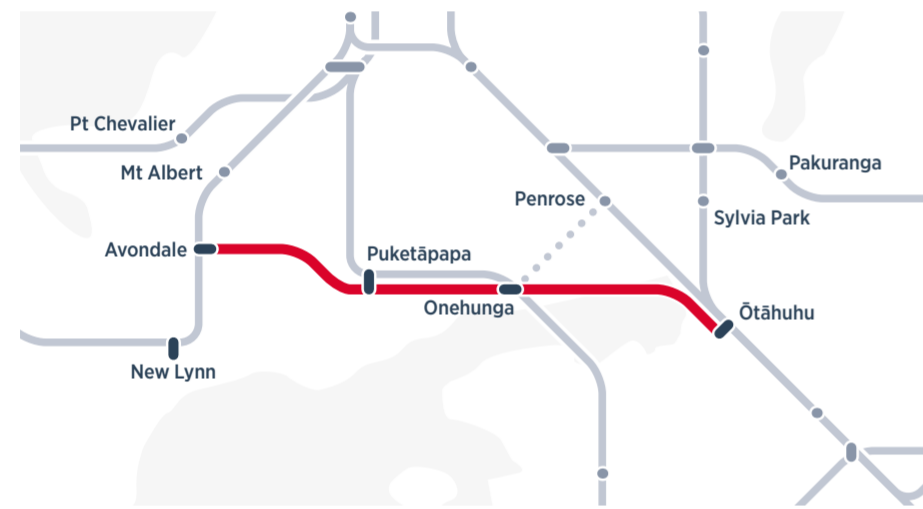 Pt Chevalier
Mt Albert
Pakuranga
Penrose
Sylvia Park
Avondale
Puketāpapa
Onehunga
Ōtāhuhu
New Lynn